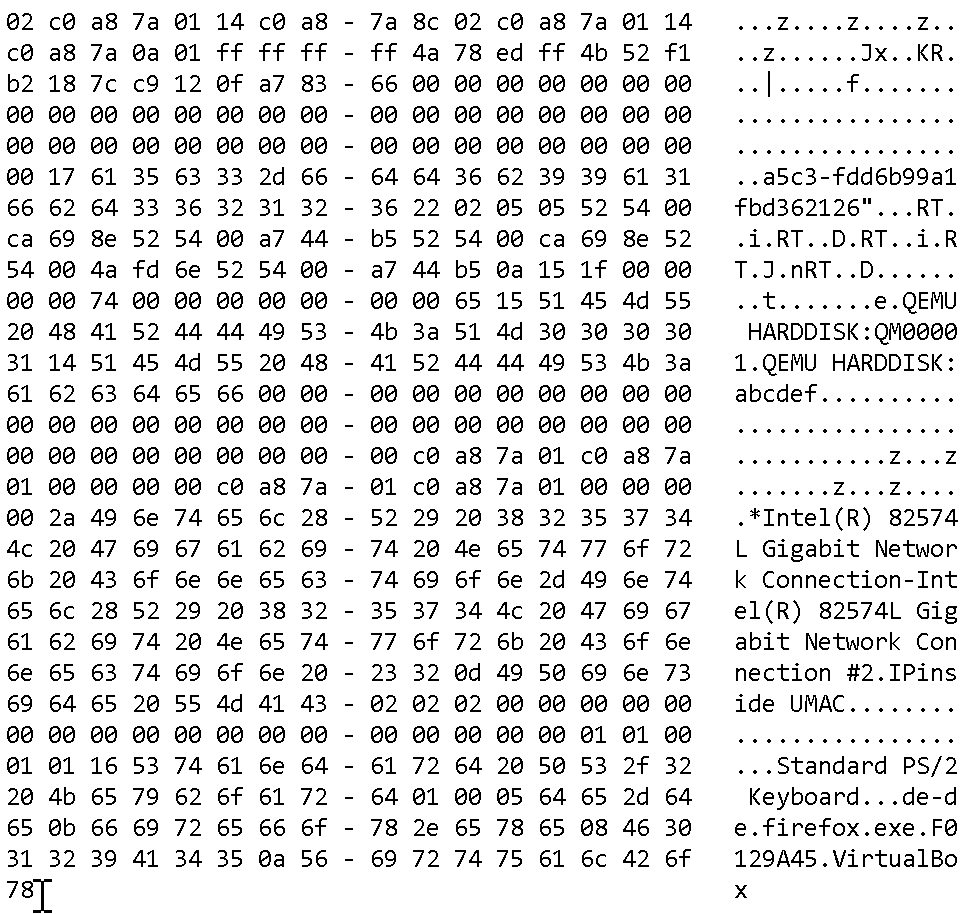 02 c0 a8 7a 01 14 c0 a8 - 7a 8c 02 c0 a8 7a 01 14 ...z....z....z..
c0 a8 7a 0a 01 ff ff ff - ff 4a 78 ed ff 4b 52 f1 ..z......Jx..KR.
b2 18 7c c9 12 0f a7 83 - 66 00 00 00 00 00 00 00 ..|.....f.......
00 00 00 00 00 00 00 00 - 00 00 00 00 00 00 00 00 ................
00 00 00 00 00 00 00 00 - 00 00 00 00 00 00 00 00 ................
00 17 61 35 63 33 2d 66 - 64 64 36 62 39 39 61 31 ..a5c3-fdd6b99a1
66 62 64 33 36 32 31 32 - 36 22 02 05 05 52 54 00 fbd362126"...RT.
ca 69 8e 52 54 00 a7 44 - b5 52 54 00 ca 69 8e 52 .i.RT..D.RT..i.R
54 00 4a fd 6e 52 54 00 - a7 44 b5 0a 15 1f 00 00 T.J.nRT..D......
00 00 74 00 00 00 00 00 - 00 00 65 15 51 45 4d 55 ..t.......e.QEMU
20 48 41 52 44 44 49 53 - 4b 3a 51 4d 30 30 30 30 HARDDISK:QM0000
31 14 51 45 4d 55 20 48 - 41 52 44 44 49 53 4b 3a 1.QEMU HARDDISK:
61 62 63 64 65 66 00 00 - 00 00 00 00 00 00 00 00 abcdef..........
00 00 00 00 00 00 00 00 - 00 00 00 00 00 00 00 00 ................
00 00 00 00 00 00 00 00 - 00 c0 a8 7a 01 c0 a8 7a ............z...z
01 00 00 00 00 c0 a8 7a - 01 c0 a8 7a 01 00 00 00 .......z...z....
00 2a 49 6e 74 65 6c 28 - 52 29 20 38 32 35 37 34 .*Intel(R) 82574
4c 20 47 69 67 61 62 69 - 74 20 4e 65 74 77 6f 72 L Gigabit Networ
6b 20 43 6f 6e 6e 65 63 - 74 69 6f 6e 2d 49 6e 74 k Connection-Int
65 6c 28 52 29 20 38 32 - 35 37 34 4c 20 47 69 67 el(R) 82574L Gig
61 62 69 74 20 4e 65 74 - 77 6f 72 6b 20 43 6f 6e abit Network Con
6e 65 63 74 69 6f 6e 20 - 23 32 0d 49 50 69 6e 73 nection #2.IPins
69 64 65 20 55 4d 41 43 - 02 02 02 00 00 00 00 00 ide UMAC........
00 00 00 00 00 00 00 00 - 00 00 00 00 00 01 01 00 ................
01 01 16 53 74 61 6e 64 - 61 72 64 20 50 53 2f 32 ...Standard PS/2
20 4b 65 79 62 6f 61 72 - 64 01 00 05 64 65 2d 64 Keyboard...de-d
65 0b 66 69 72 65 66 6f - 78 2e 65 78 65 08 46 30 e.firefox.exe.F0
31 32 39 41 34 35 0a 56 - 69 72 74 75 61 6c 42 6f 129A45.VirtualBo
78 x